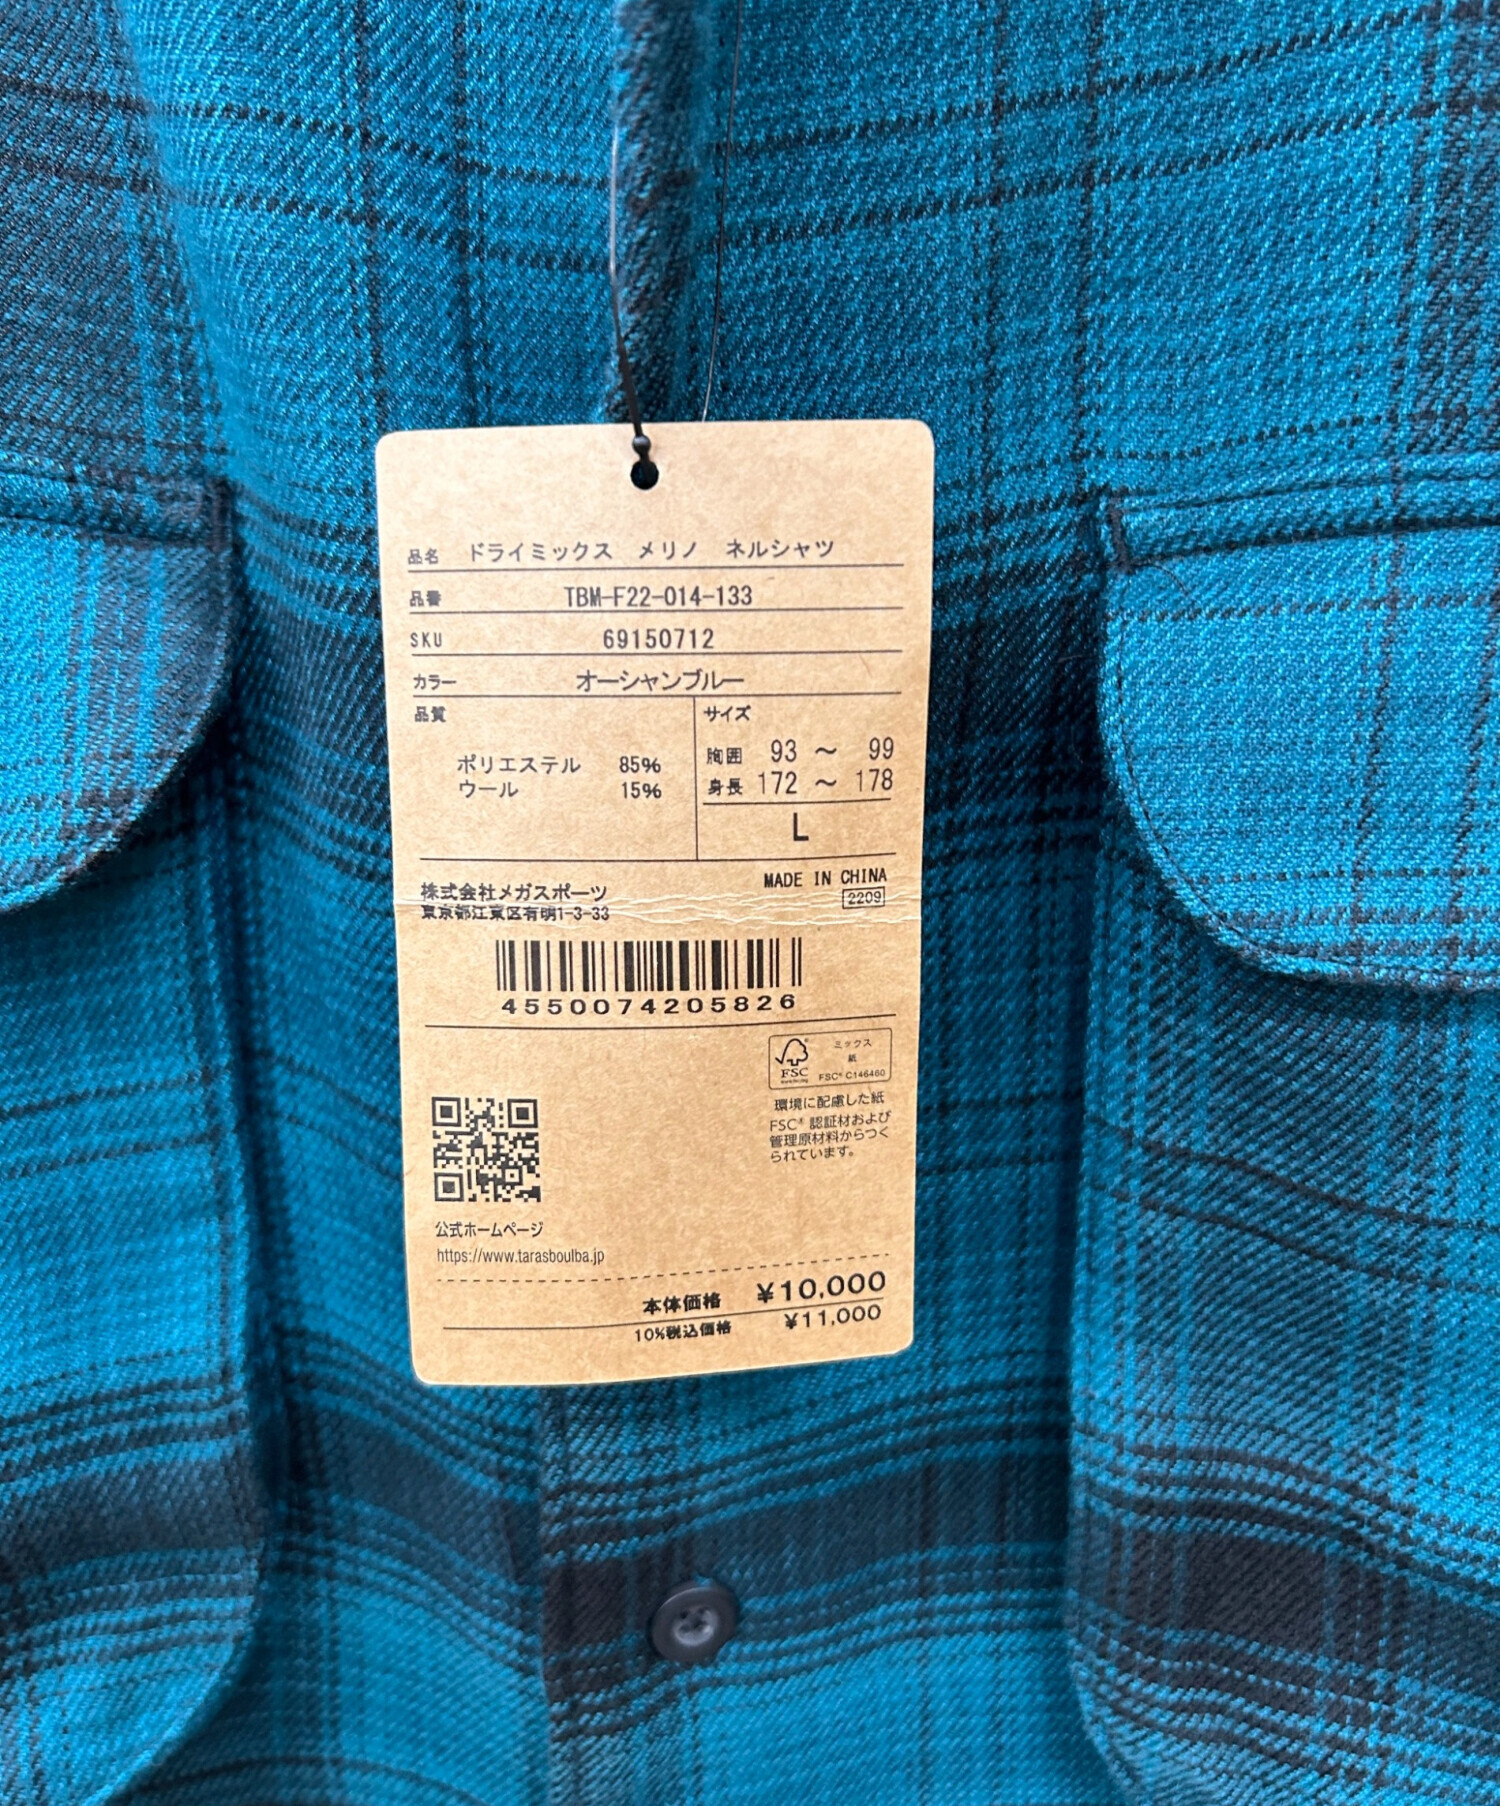 品名 ドライミックス メリノ ネルシャツ
品番 TBM-F22-014-133
SKU 69150712
カラー オーシャンブルー
品質
ポリエステル 85%
ウール 15%
サイズ
胸囲 93 ～ 99
身長 172 ～ 178
L
株式会社メガスポーツ
東京都江東区有明1-3-33
MADE IN CHINA
2209
4550074205826
FSC
ミックス
紙
FSC® C146460
環境に配慮した紙
FSC® 認証材および
管理原材料からつく
られています。
公式ホームページ
https://www.tarasboulba.jp
本体価格 ¥10,000
10%税込価格 ¥11,000